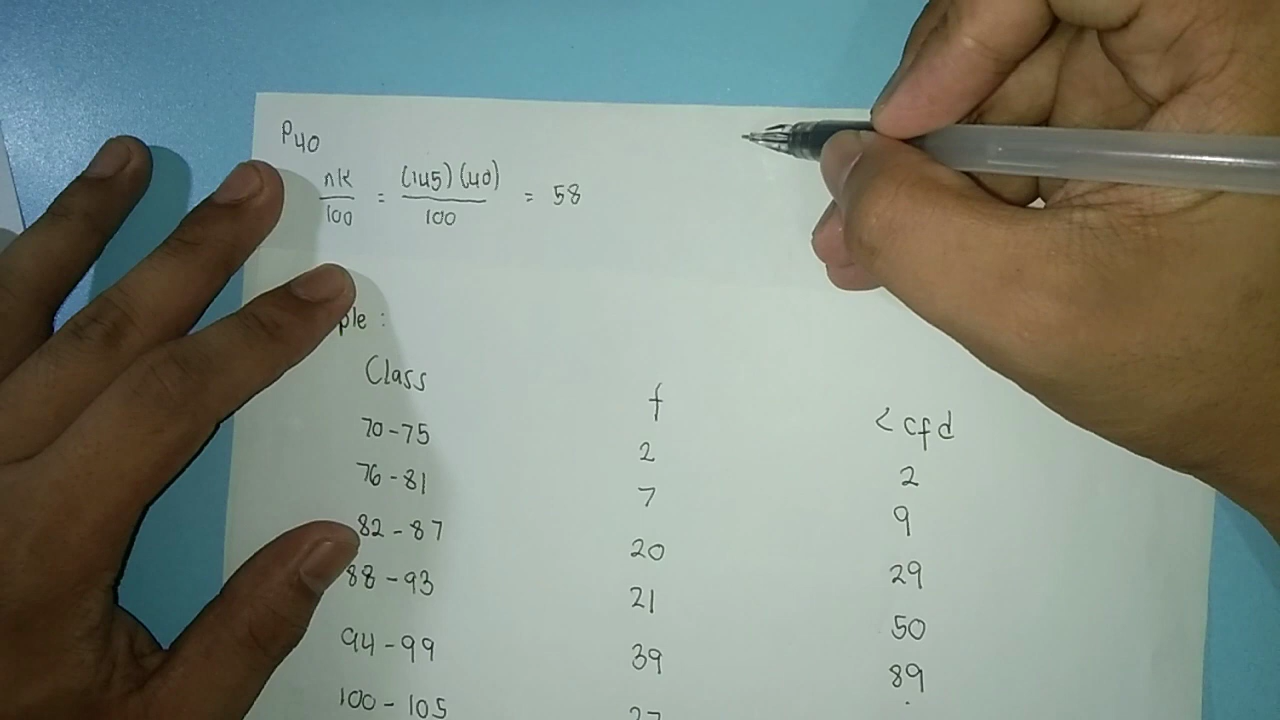 P40
nk/100 = (145)(40)/100 = 58
ple :
Class f <cfd
70-75 2 2
76-81 7 9
82-87 20 29
88-93 21 50
94-99 39 89
100-105